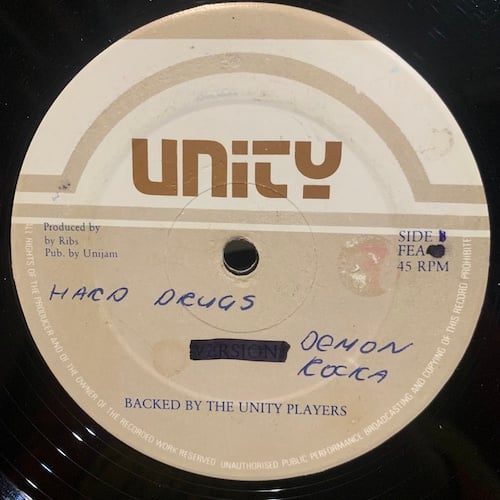 UNiTY
Produced by
by Ribs
Pub. by Unijam
SIDE B
FEA
45 RPM
HARD DRUGS
VERSION
DEMON
ROCKA
BACKED BY THE UNITY PLAYERS
ALL RIGHTS OF THE PRODUCER AND OF THE OWNER OF THE RECORDED WORK RESERVED UNAUTHORISED PUBLIC PERFORMANCE BROADCASTING AND COPYING OF THIS RECORD PROHIBITE